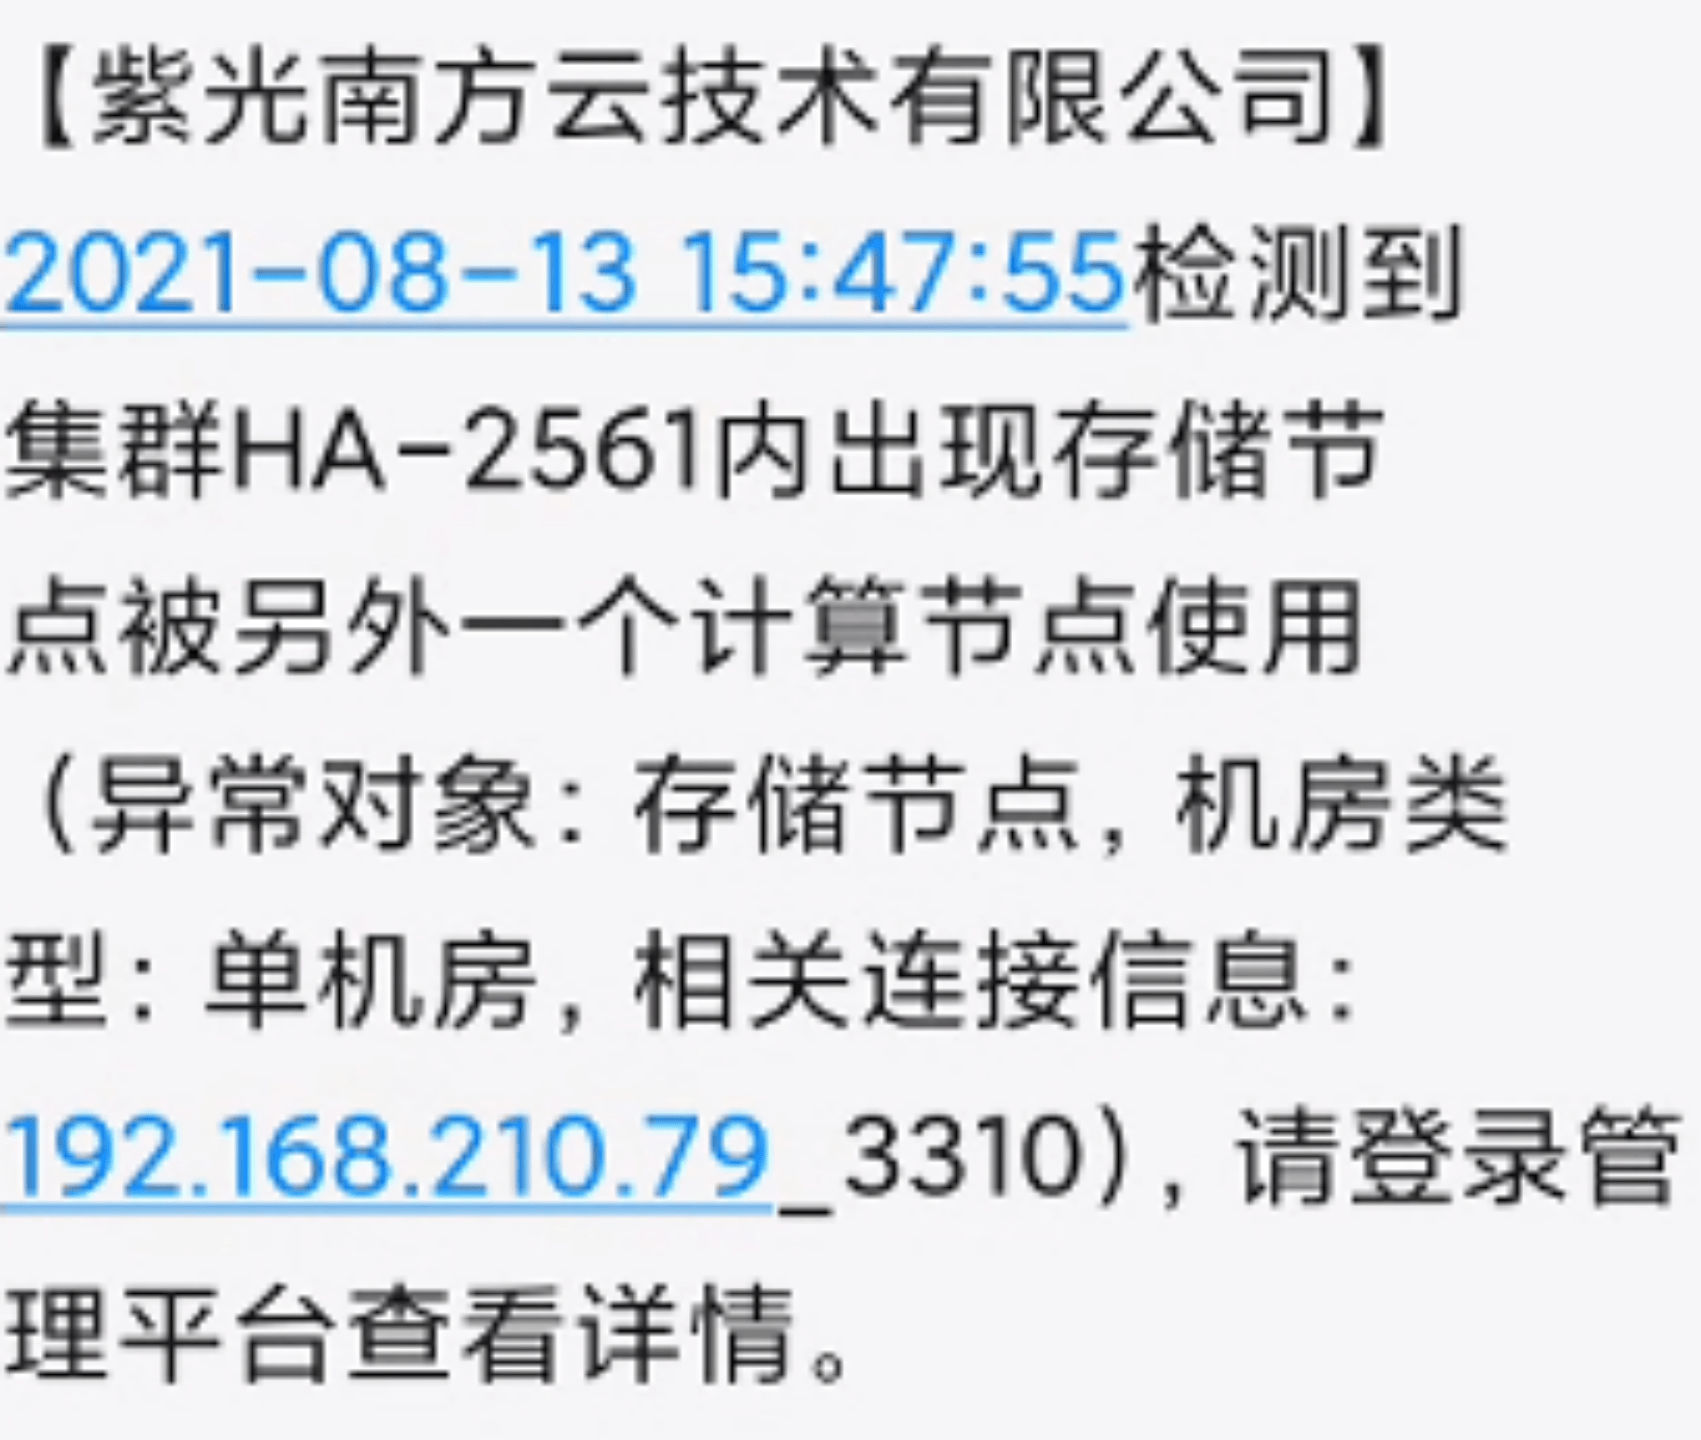 【紫光南方云技术有限公司】
2021-08-13 15:47:55检测到
集群HA-2561内出现存储节
点被另外一个计算节点使用
（异常对象：存储节点，机房类
型：单机房，相关连接信息：
192.168.210.79_3310），请登录管
理平台查看详情。